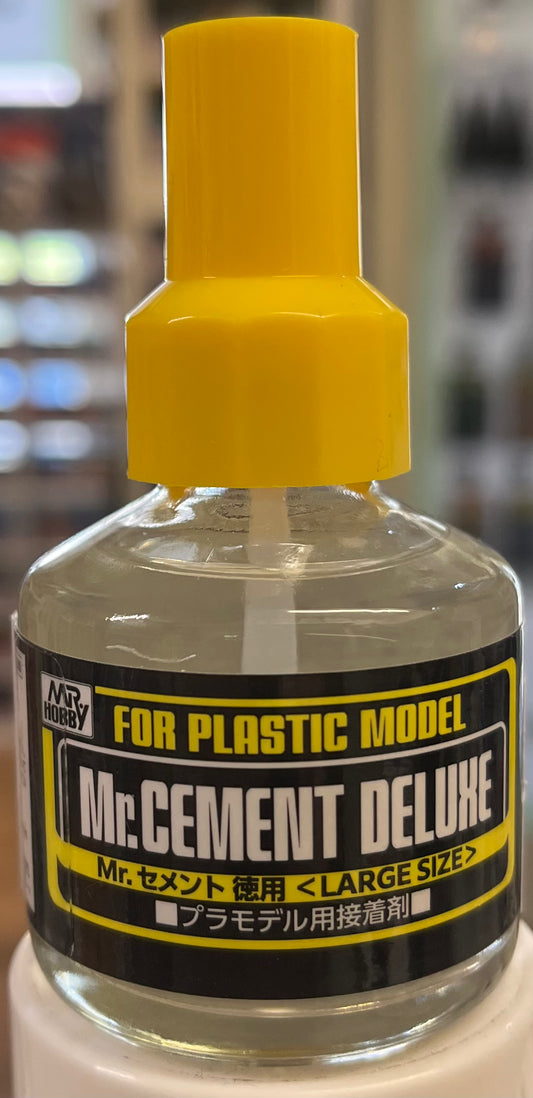 MR HOBBY
FOR PLASTIC MODEL
Mr.CEMENT DELUXE
Mr. セメント 徳用 <LARGE SIZE>
■プラモデル用接着剤■